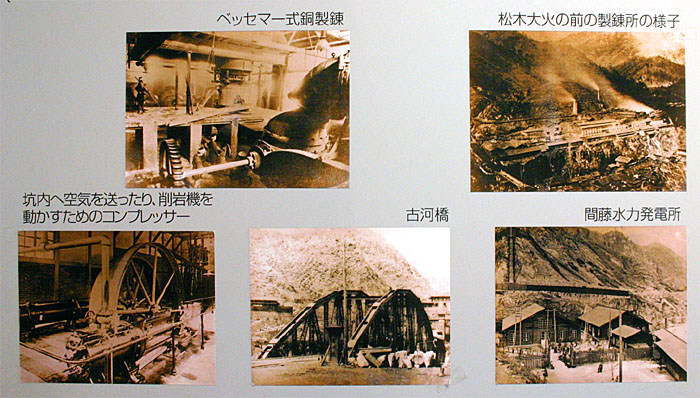 ベッセマー式銅製錬
松木大火の前の製錬所の様子
坑内へ空気を送ったり、削岩機を
動かすためのコンプレッサー
古河橋
間藤水力発電所